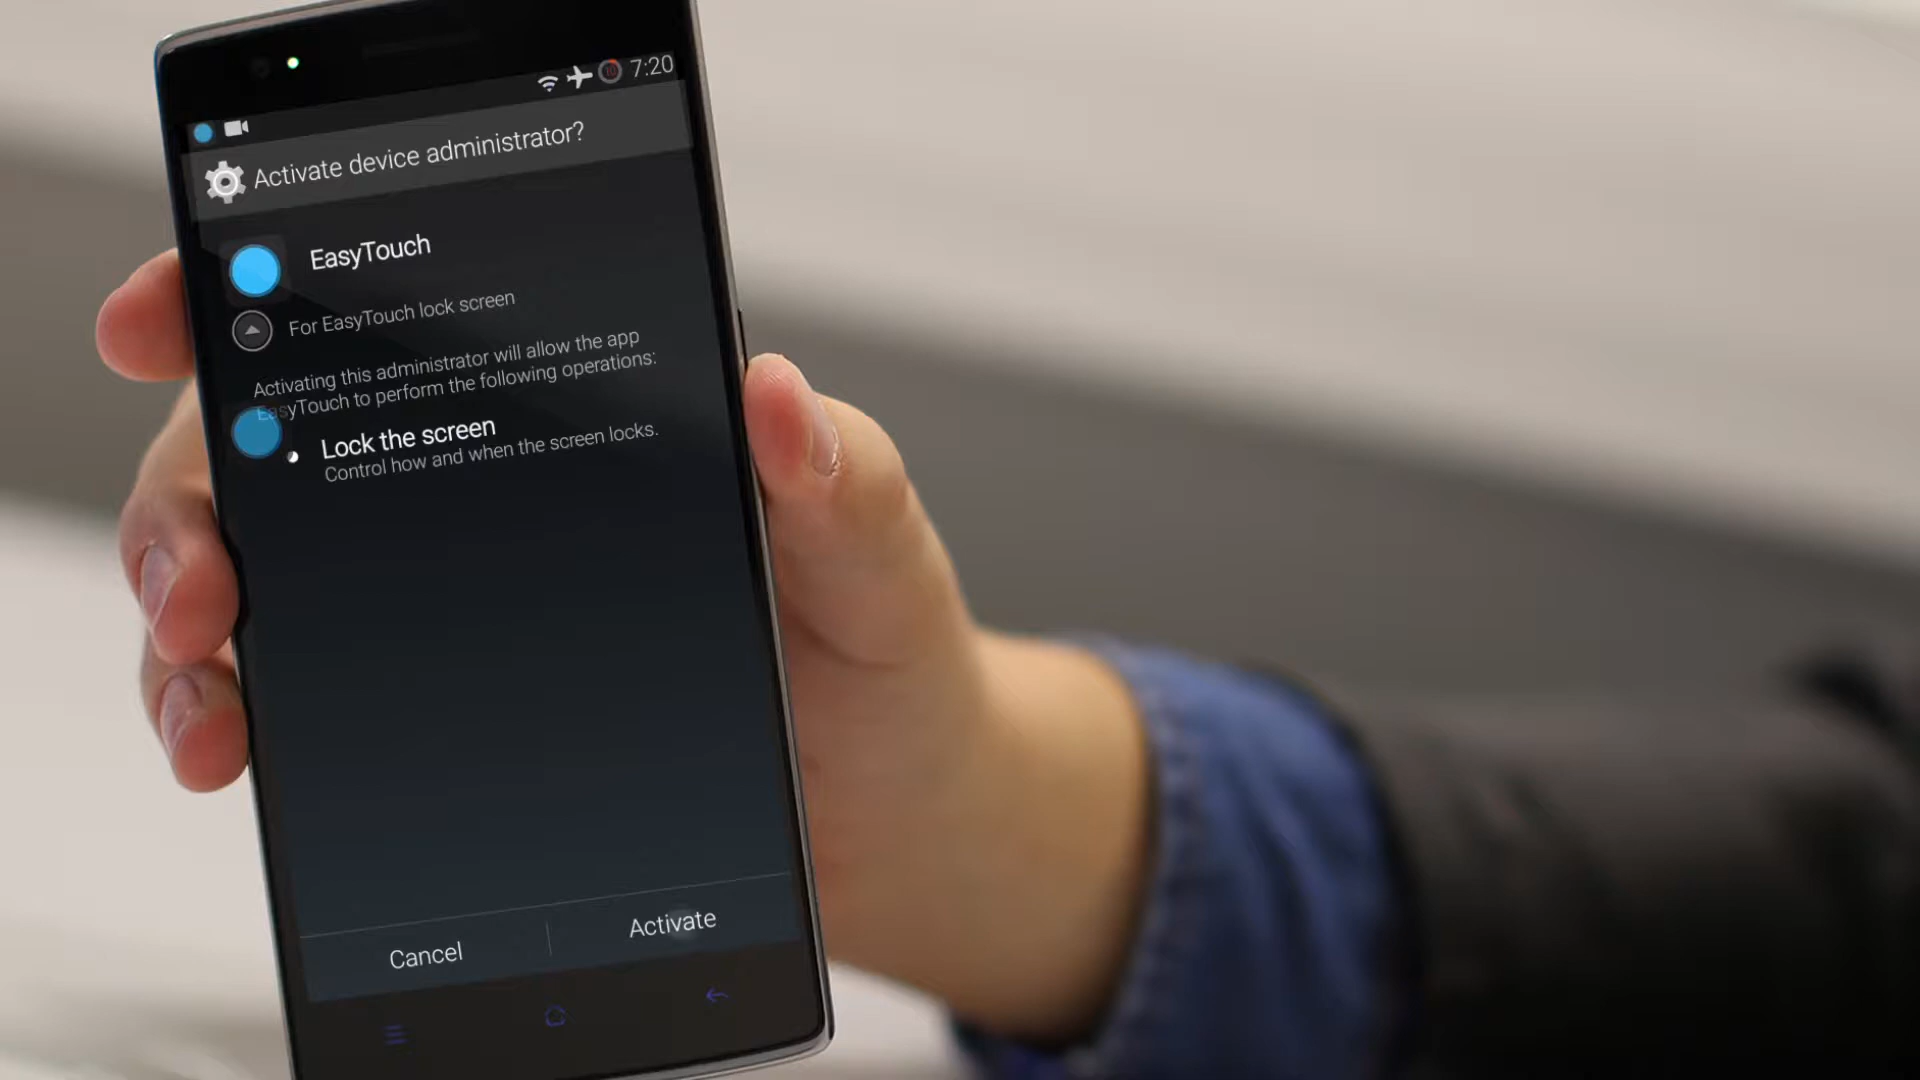 7:20
Activate device administrator?
EasyTouch
For EasyTouch lock screen
Activating this administrator will allow the app
EasyTouch to perform the following operations:
Lock the screen
Control how and when the screen locks.
Cancel
Activate